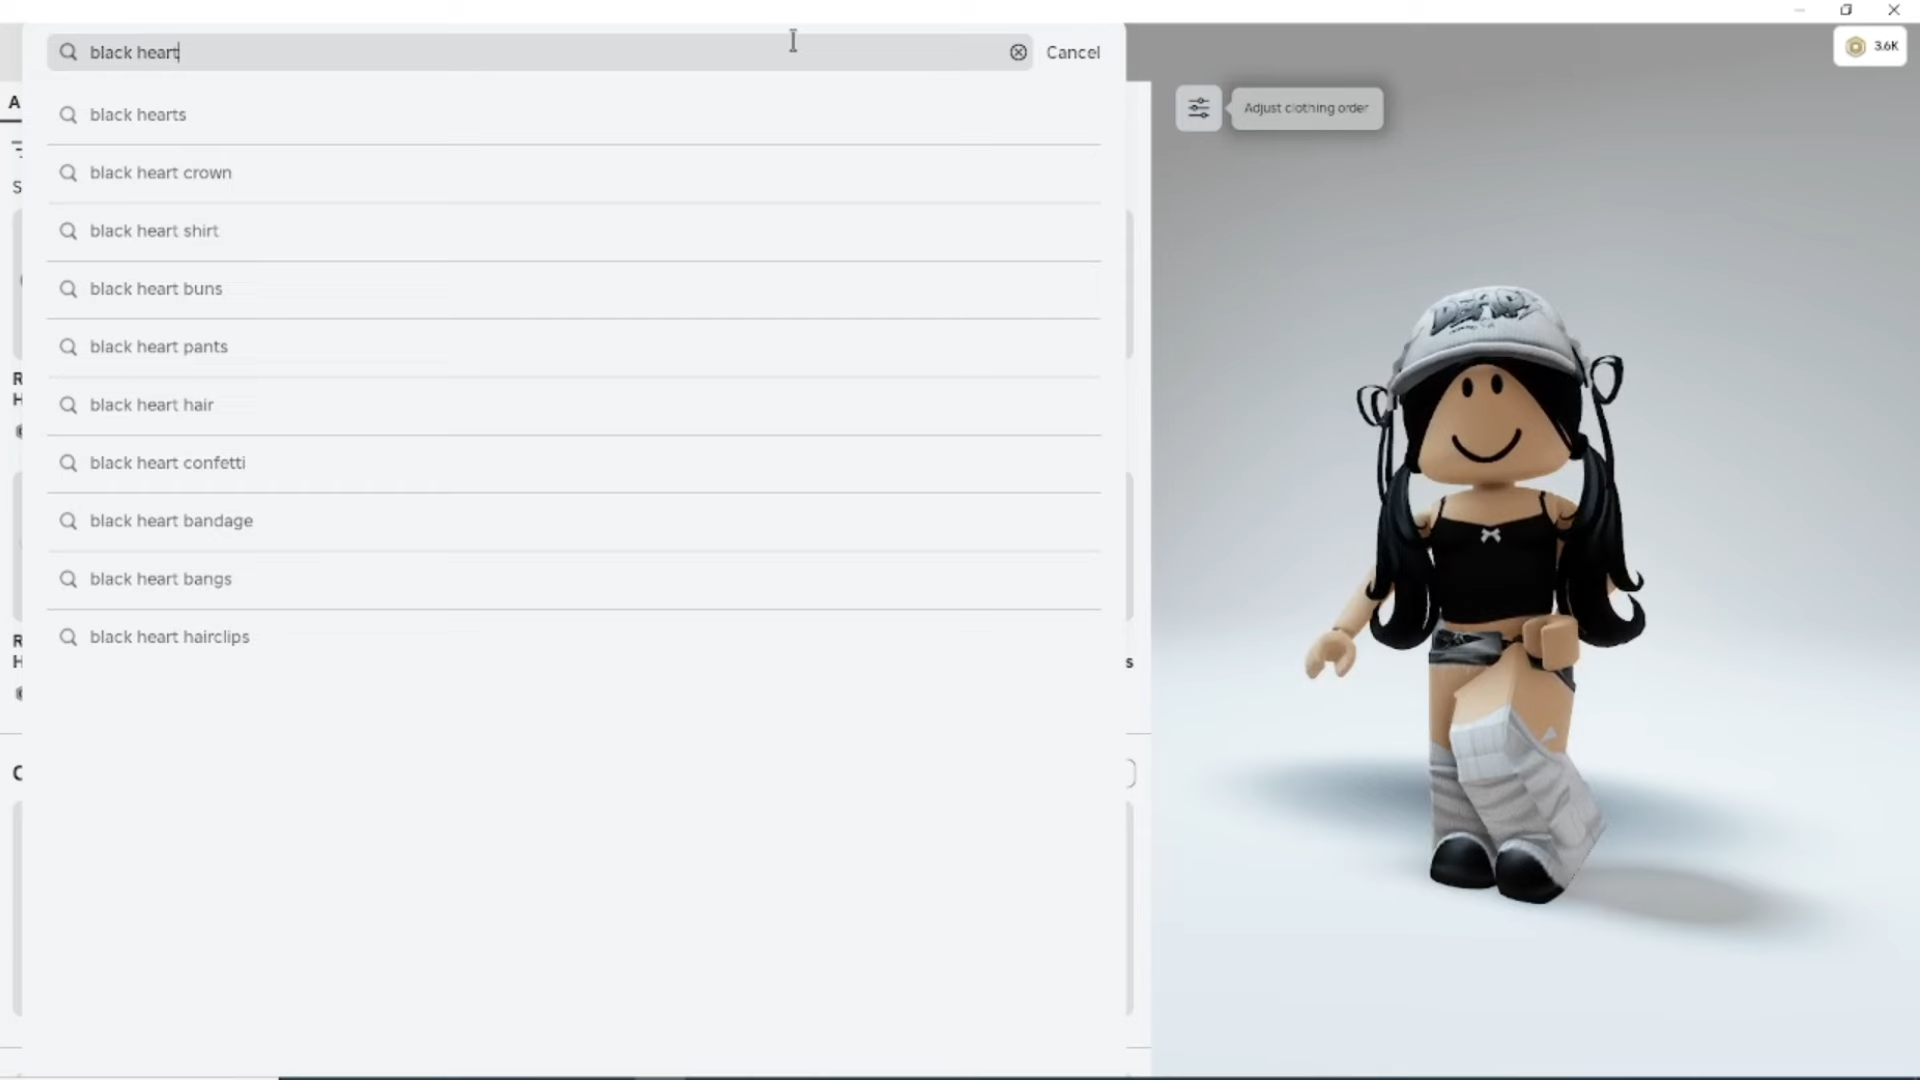 black heart
Cancel
3.6K
Adjust clothing order
black hearts
black heart crown
black heart shirt
black heart buns
black heart pants
black heart hair
black heart confetti
black heart bandage
black heart bangs
black heart hairclips
A
S
R
H
R
H
s
C
DEAD